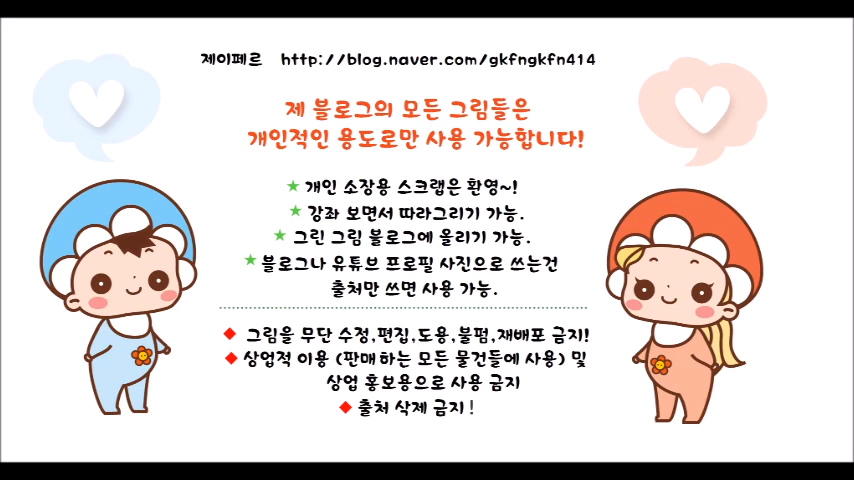 제이페르 http://blog.naver.com/gkfngkfn414
제 블로그의 모든 그림들은
개인적인 용도로만 사용 가능합니다!
★ 개인 소장용 스크랩은 환영~!
★ 강좌 보면서 따라그리기 가능.
★ 그린 그림 블로그에 올리기 가능.
★ 블로그나 유튜브 프로필 사진으로 쓰는건
출처만 쓰면 사용 가능.
◆ 그림을 무단 수정,편집,도용,불펌,재배포 금지!
◆ 상업적 이용 (판매하는 모든 물건들에 사용) 및
상업 홍보용으로 사용 금지
◆ 출처 삭제 금지!